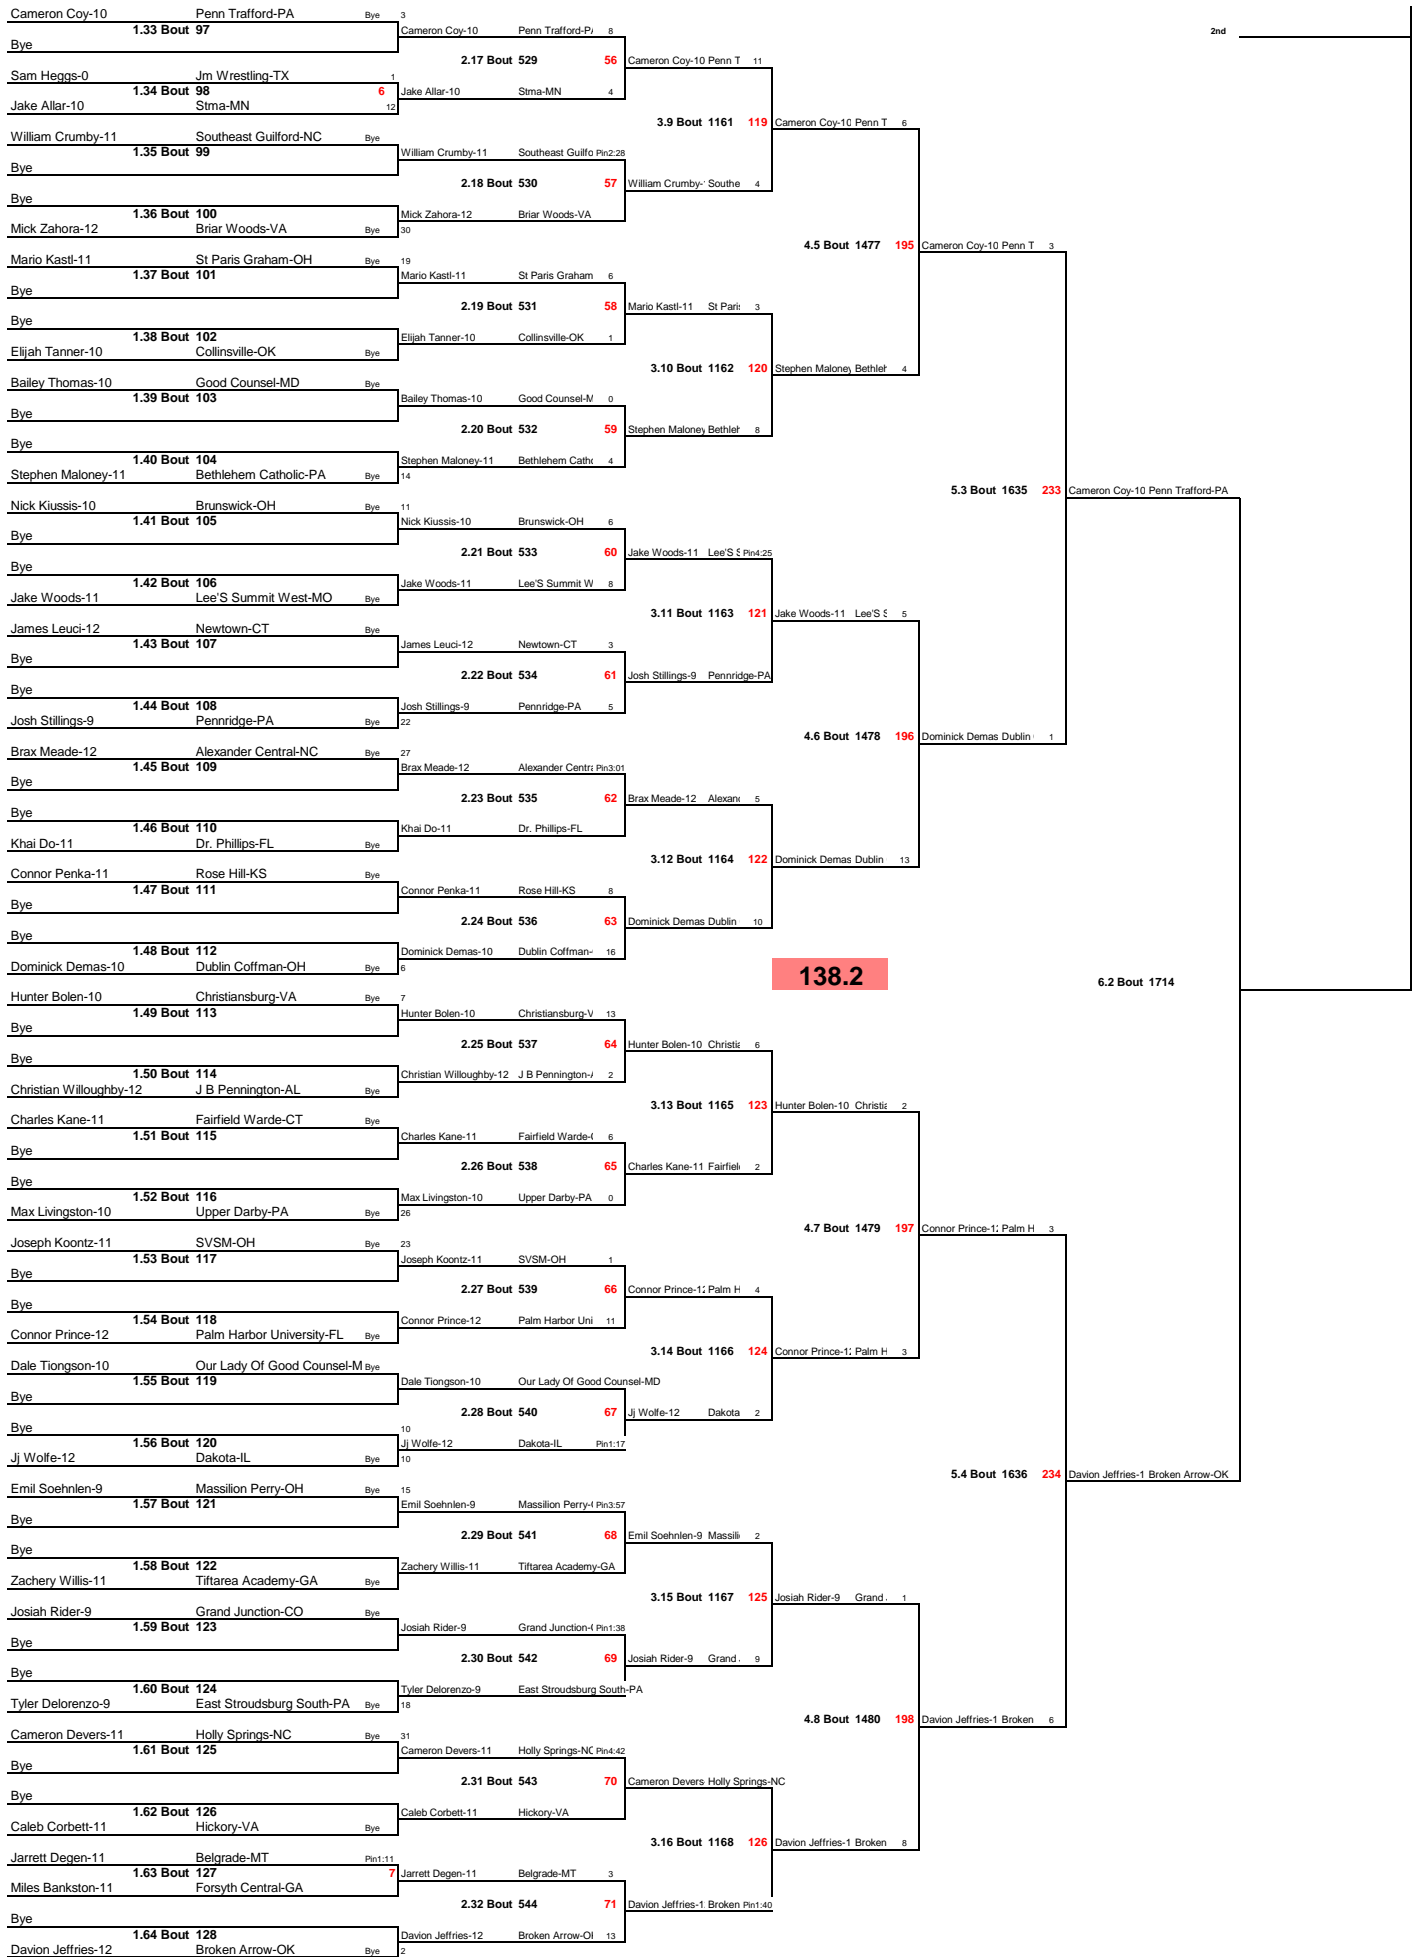 Cameron Coy-10 Penn Trafford-PA Bye 3
1.33 Bout 97 Cameron Coy-10 Penn Trafford-P 8 2nd
Bye
2.17 Bout 529 56 Cameron Coy-10 Penn T 11
Sam Heggs-0 Jm Wrestling-TX 1
1.34 Bout 98 6 Jake Allar-10 Stma-MN 4
Jake Allar-10 Stma-MN 12
3.9 Bout 1161 119 Cameron Coy-10 Penn T 6
William Crumby-11 Southeast Guilford-NC Bye
1.35 Bout 99 William Crumby-11 Southeast Guilfo Pin2:28
Bye
2.18 Bout 530 57 William Crumby- Southe 4
Bye
1.36 Bout 100 Mick Zahora-12 Briar Woods-VA
Mick Zahora-12 Briar Woods-VA Bye 30
4.5 Bout 1477 195 Cameron Coy-10 Penn T 3
Mario Kastl-11 St Paris Graham-OH Bye 19
1.37 Bout 101 Mario Kastl-11 St Paris Graham 6
Bye
2.19 Bout 531 58 Mario Kastl-11 St Paris 3
Bye
1.38 Bout 102 Elijah Tanner-10 Collinsville-OK 1
Elijah Tanner-10 Collinsville-OK Bye
3.10 Bout 1162 120 Stephen Maloney Bethleh 4
Bailey Thomas-10 Good Counsel-MD Bye
1.39 Bout 103 Bailey Thomas-10 Good Counsel-M 0
Bye
2.20 Bout 532 59 Stephen Maloney Bethleh 8
Bye
1.40 Bout 104 Stephen Maloney-11 Bethlehem Catho 4
Stephen Maloney-11 Bethlehem Catholic-PA Bye 14
5.3 Bout 1635 233 Cameron Coy-10 Penn Trafford-PA
Nick Kiussis-10 Brunswick-OH Bye 11
1.41 Bout 105 Nick Kiussis-10 Brunswick-OH 6
Bye
2.21 Bout 533 60 Jake Woods-11 Lee'S S Pin4:25
Bye
1.42 Bout 106 Jake Woods-11 Lee'S Summit W 8
Jake Woods-11 Lee'S Summit West-MO Bye
3.11 Bout 1163 121 Jake Woods-11 Lee'S S 5
James Leuci-12 Newtown-CT Bye
1.43 Bout 107 James Leuci-12 Newtown-CT 3
Bye
2.22 Bout 534 61 Josh Stillings-9 Pennridge-PA
Bye
1.44 Bout 108 Josh Stillings-9 Pennridge-PA 5
Josh Stillings-9 Pennridge-PA Bye 22
4.6 Bout 1478 196 Dominick Demas Dublin 1
Brax Meade-12 Alexander Central-NC Bye 27
1.45 Bout 109 Brax Meade-12 Alexander Centra Pin3:01
Bye
2.23 Bout 535 62 Brax Meade-12 Alexand 5
Bye
1.46 Bout 110 Khai Do-11 Dr. Phillips-FL
Khai Do-11 Dr. Phillips-FL Bye
3.12 Bout 1164 122 Dominick Demas Dublin 13
Connor Penka-11 Rose Hill-KS Bye
1.47 Bout 111 Connor Penka-11 Rose Hill-KS 8
Bye
2.24 Bout 536 63 Dominick Demas Dublin 10
Bye
1.48 Bout 112 Dominick Demas-10 Dublin Coffman- 16
Dominick Demas-10 Dublin Coffman-OH Bye 6
138.2 6.2 Bout 1714
Hunter Bolen-10 Christiansburg-VA Bye 7
1.49 Bout 113 Hunter Bolen-10 Christiansburg-V 13
Bye
2.25 Bout 537 64 Hunter Bolen-10 Christia 6
Bye
1.50 Bout 114 Christian Willoughby-12 J B Pennington-A 2
Christian Willoughby-12 J B Pennington-AL Bye
3.13 Bout 1165 123 Hunter Bolen-10 Christia 2
Charles Kane-11 Fairfield Warde-CT Bye
1.51 Bout 115 Charles Kane-11 Fairfield Warde-C 6
Bye
2.26 Bout 538 65 Charles Kane-11 Fairfield 2
Bye
1.52 Bout 116 Max Livingston-10 Upper Darby-PA 0
Max Livingston-10 Upper Darby-PA Bye 26
4.7 Bout 1479 197 Connor Prince-12 Palm H 3
Joseph Koontz-11 SVSM-OH Bye 23
1.53 Bout 117 Joseph Koontz-11 SVSM-OH 1
Bye
2.27 Bout 539 66 Connor Prince-12 Palm H 4
Bye
1.54 Bout 118 Connor Prince-12 Palm Harbor Uni 11
Connor Prince-12 Palm Harbor University-FL Bye
3.14 Bout 1166 124 Connor Prince-12 Palm H 3
Dale Tiongson-10 Our Lady Of Good Counsel-M Bye
1.55 Bout 119 Dale Tiongson-10 Our Lady Of Good Counsel-MD
Bye
2.28 Bout 540 67 Jj Wolfe-12 Dakota 2
Bye 10
1.56 Bout 120 Jj Wolfe-12 Dakota-IL Pin1:17
Jj Wolfe-12 Dakota-IL Bye 10
5.4 Bout 1636 234 Davion Jeffries-1 Broken Arrow-OK
Emil Soehnlen-9 Massilion Perry-OH Bye 15
1.57 Bout 121 Emil Soehnlen-9 Massilion Perry-( Pin3:57
Bye
2.29 Bout 541 68 Emil Soehnlen-9 Massili 2
Bye
1.58 Bout 122 Zachery Willis-11 Tiftarea Academy-GA
Zachery Willis-11 Tiftarea Academy-GA Bye
3.15 Bout 1167 125 Josiah Rider-9 Grand 1
Josiah Rider-9 Grand Junction-CO Bye
1.59 Bout 123 Josiah Rider-9 Grand Junction-( Pin1:38
Bye
2.30 Bout 542 69 Josiah Rider-9 Grand 9
Bye
1.60 Bout 124 Tyler Delorenzo-9 East Stroudsburg South-PA
Tyler Delorenzo-9 East Stroudsburg South-PA Bye 18
4.8 Bout 1480 198 Davion Jeffries-1 Broken 6
Cameron Devers-11 Holly Springs-NC Bye 31
1.61 Bout 125 Cameron Devers-11 Holly Springs-NC Pin4:42
Bye
2.31 Bout 543 70 Cameron Devers Holly Springs-NC
Bye
1.62 Bout 126 Caleb Corbett-11 Hickory-VA
Caleb Corbett-11 Hickory-VA Bye
3.16 Bout 1168 126 Davion Jeffries-1 Broken 8
Jarrett Degen-11 Belgrade-MT Pin1:11
1.63 Bout 127 7 Jarrett Degen-11 Belgrade-MT 3
Miles Bankston-11 Forsyth Central-GA
2.32 Bout 544 71 Davion Jeffries-1 Broken Pin1:40
Bye
1.64 Bout 128 Davion Jeffries-12 Broken Arrow-OI 13
Davion Jeffries-12 Broken Arrow-OK Bye 2